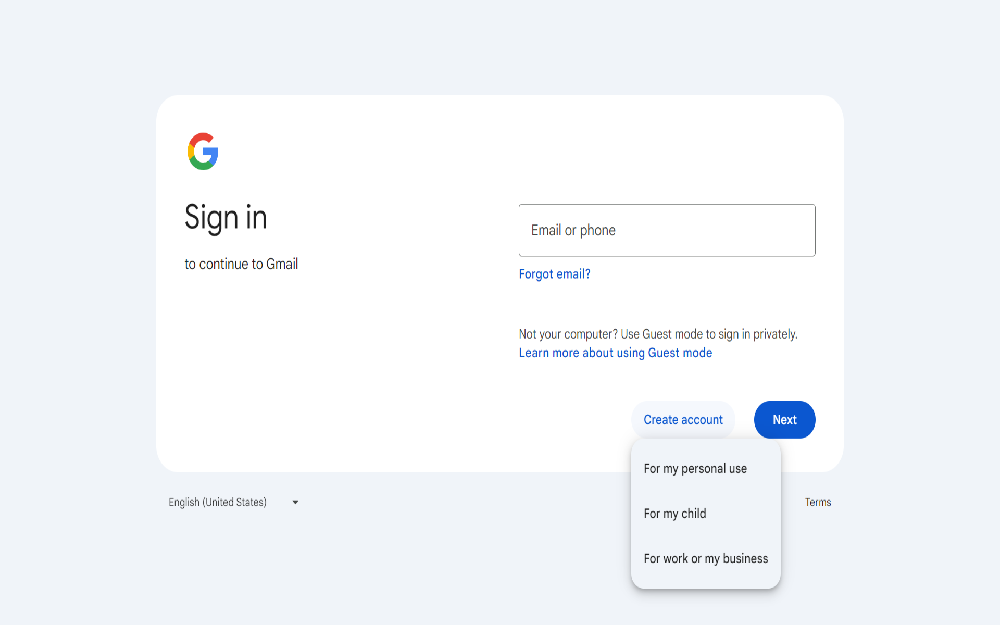 Sign in
to continue to Gmail
Email or phone
Forgot email?
Not your computer? Use Guest mode to sign in privately.
Learn more about using Guest mode
Create account
Next
For my personal use
For my child
For work or my business
English (United States)
Terms